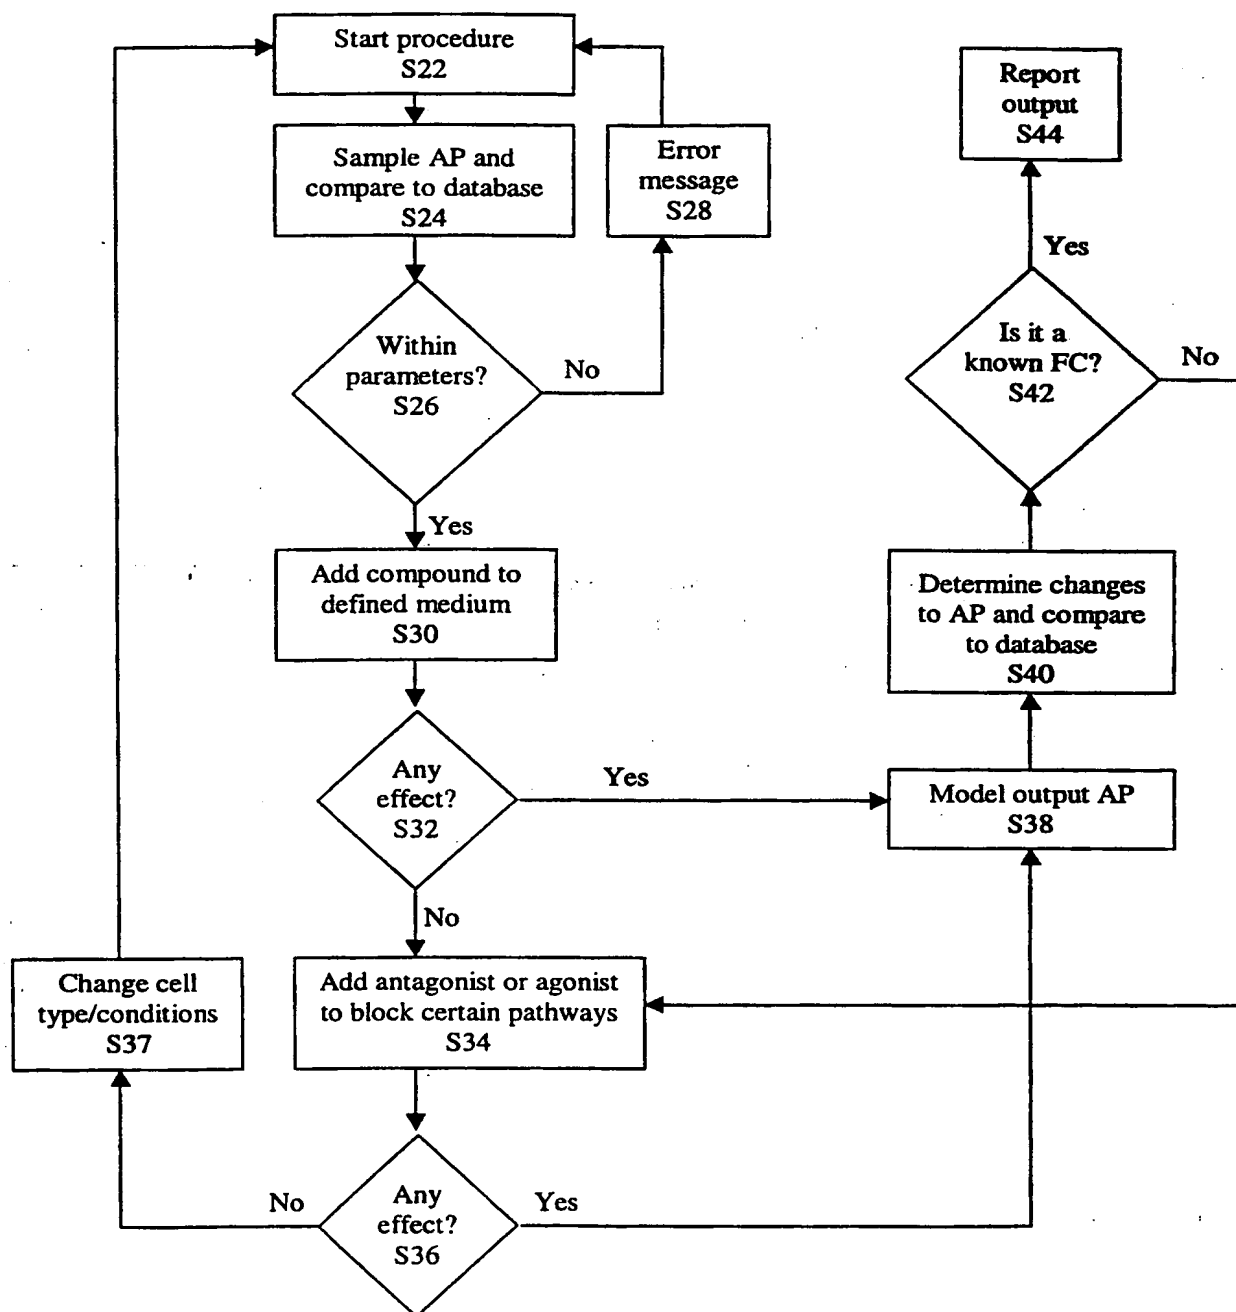 Start procedure
S22
Sample AP and
compare to database
S24
Error
message
S28
Within
parameters?
S26
No
Yes
Add compound to
defined medium
S30
Any
effect?
S32
Yes
No
Change cell
type/conditions
S37
Add antagonist or agonist
to block certain pathways
S34
No
Any
effect?
S36
Yes
Report
output
S44
Yes
Is it a
known FC?
S42
No
Determine changes
to AP and compare
to database
S40
Model output AP
S38